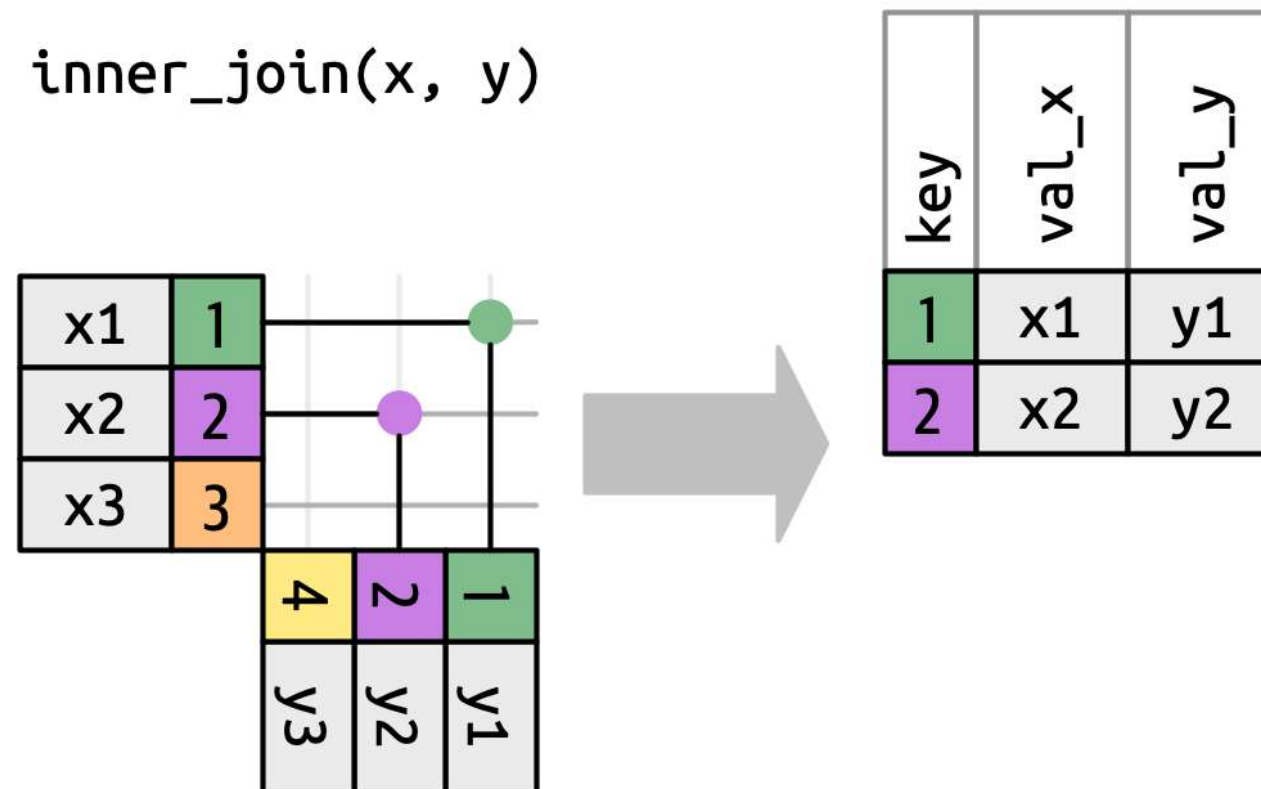 inner_join(x, y)
key val_x val_y
1 x1 y1
2 x2 y2
x1 1
x2 2
x3 3
4 2 1
y3 y2 y1